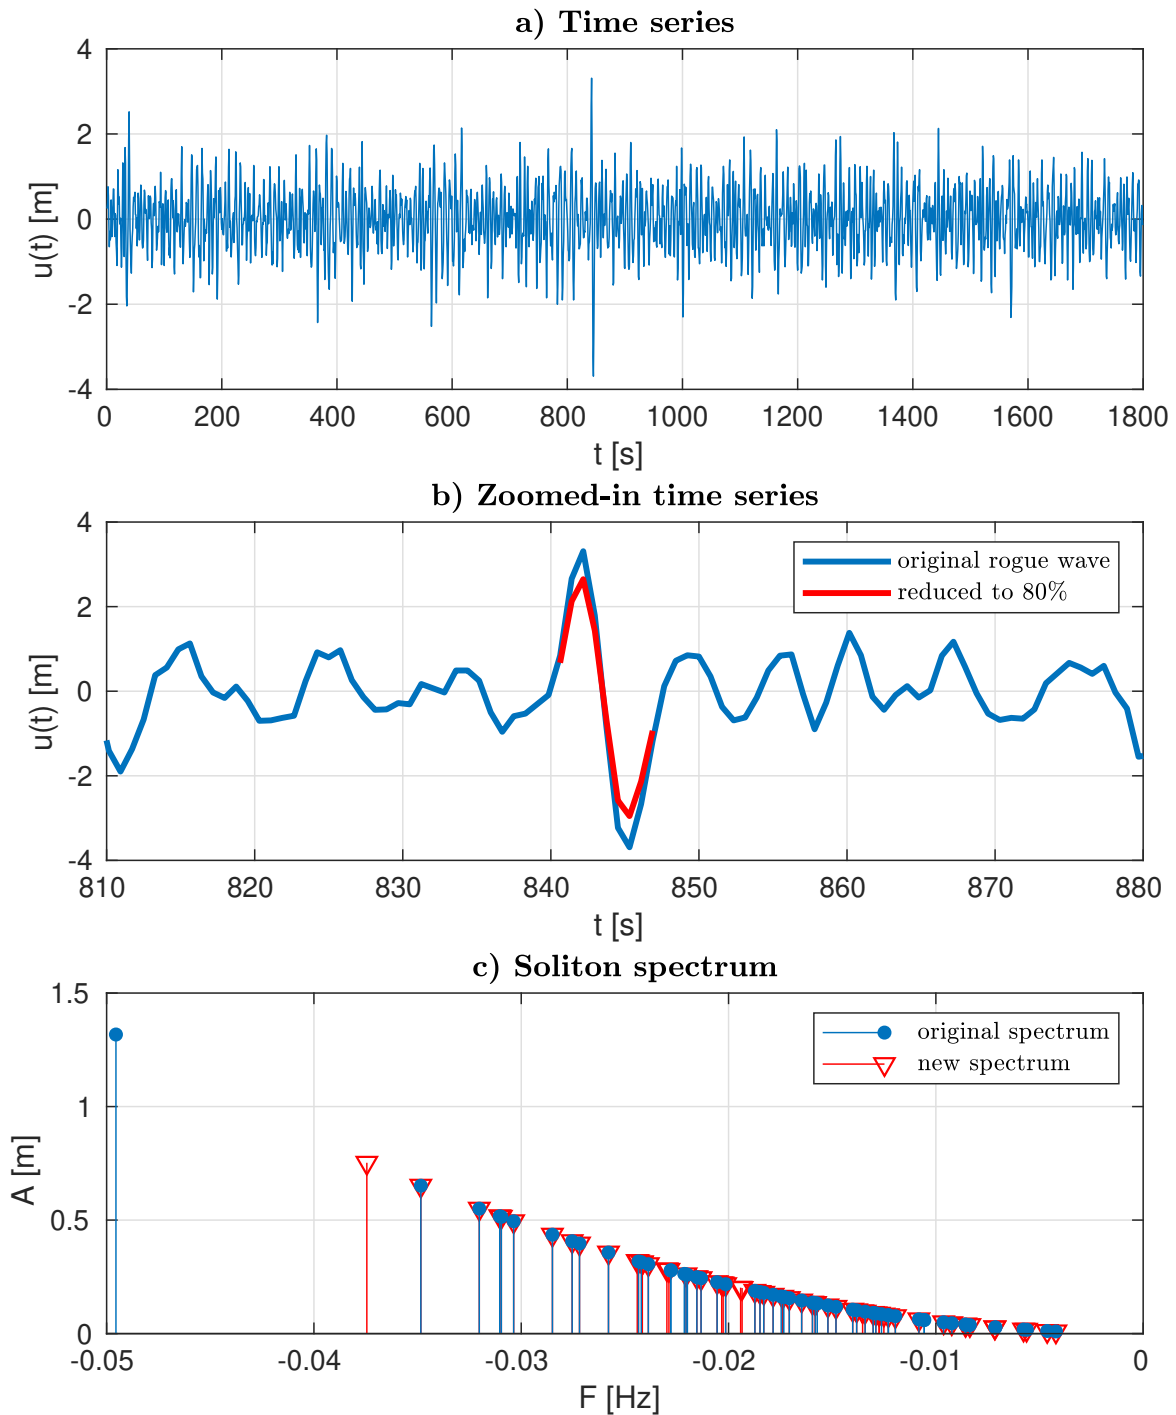 a) Time series
4
2
0
-2
-4
u(t) [m]
0 200 400 600 800 1000 1200 1400 1600 1800
t [s]
b) Zoomed-in time series
4
2
0
-2
-4
u(t) [m]
original rogue wave
reduced to 80%
810 820 830 840 850 860 870 880
t [s]
c) Soliton spectrum
1.5
1
0.5
0
A [m]
original spectrum
new spectrum
-0.05 -0.04 -0.03 -0.02 -0.01 0
F [Hz]